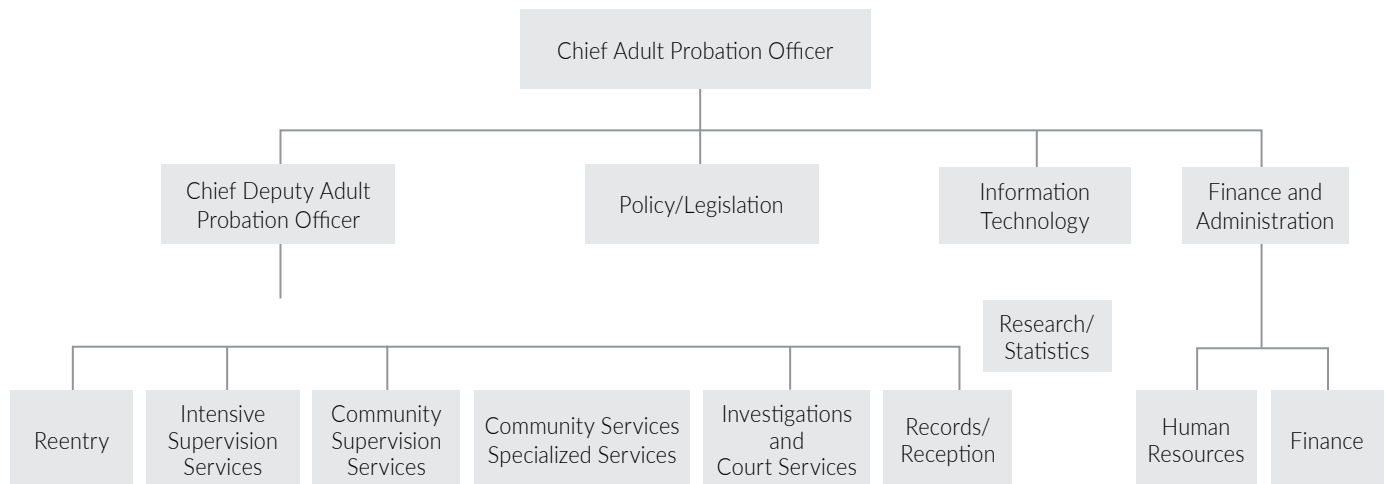 Chief Adult Probation Officer
Chief Deputy Adult
Probation Officer
Policy/Legislation
Information
Technology
Finance and
Administration
Research/
Statistics
Reentry
Intensive
Supervision
Services
Community
Supervision
Services
Community Services
Specialized Services
Investigations
and
Court Services
Records/
Reception
Human
Resources
Finance